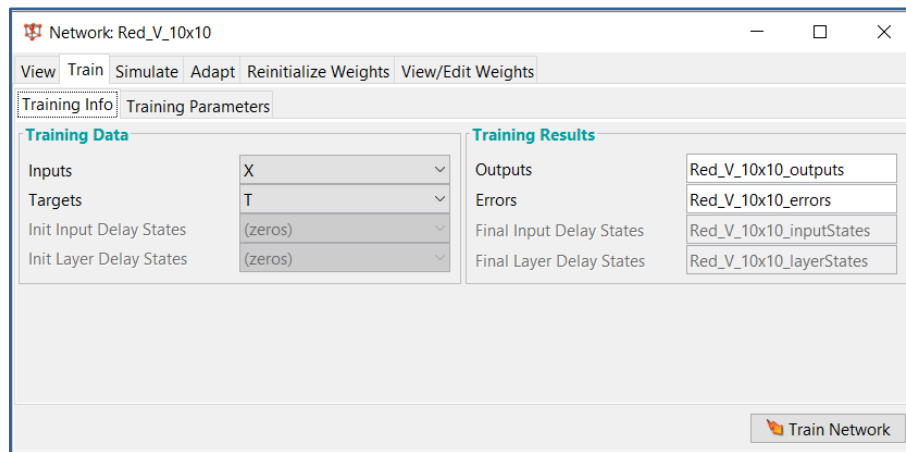 Network: Red_V_10x10
View Train Simulate Adapt Reinitialize Weights View/Edit Weights
Training Info Training Parameters
Training Data
Inputs X
Targets T
Init Input Delay States (zeros)
Init Layer Delay States (zeros)
Training Results
Outputs Red_V_10x10_outputs
Errors Red_V_10x10_errors
Final Input Delay States Red_V_10x10_inputStates
Final Layer Delay States Red_V_10x10_layerStates
Train Network